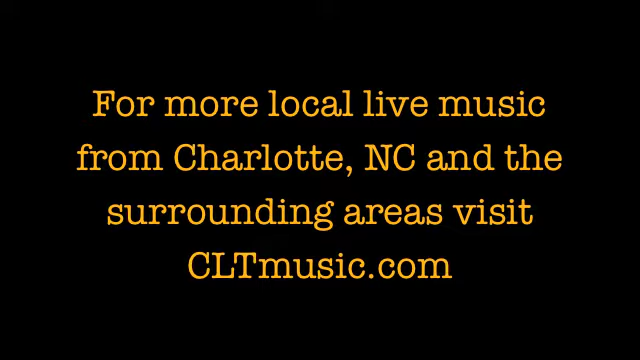 For more local live music
from Charlotte, NC and the
surrounding areas visit
CLTmusic.com